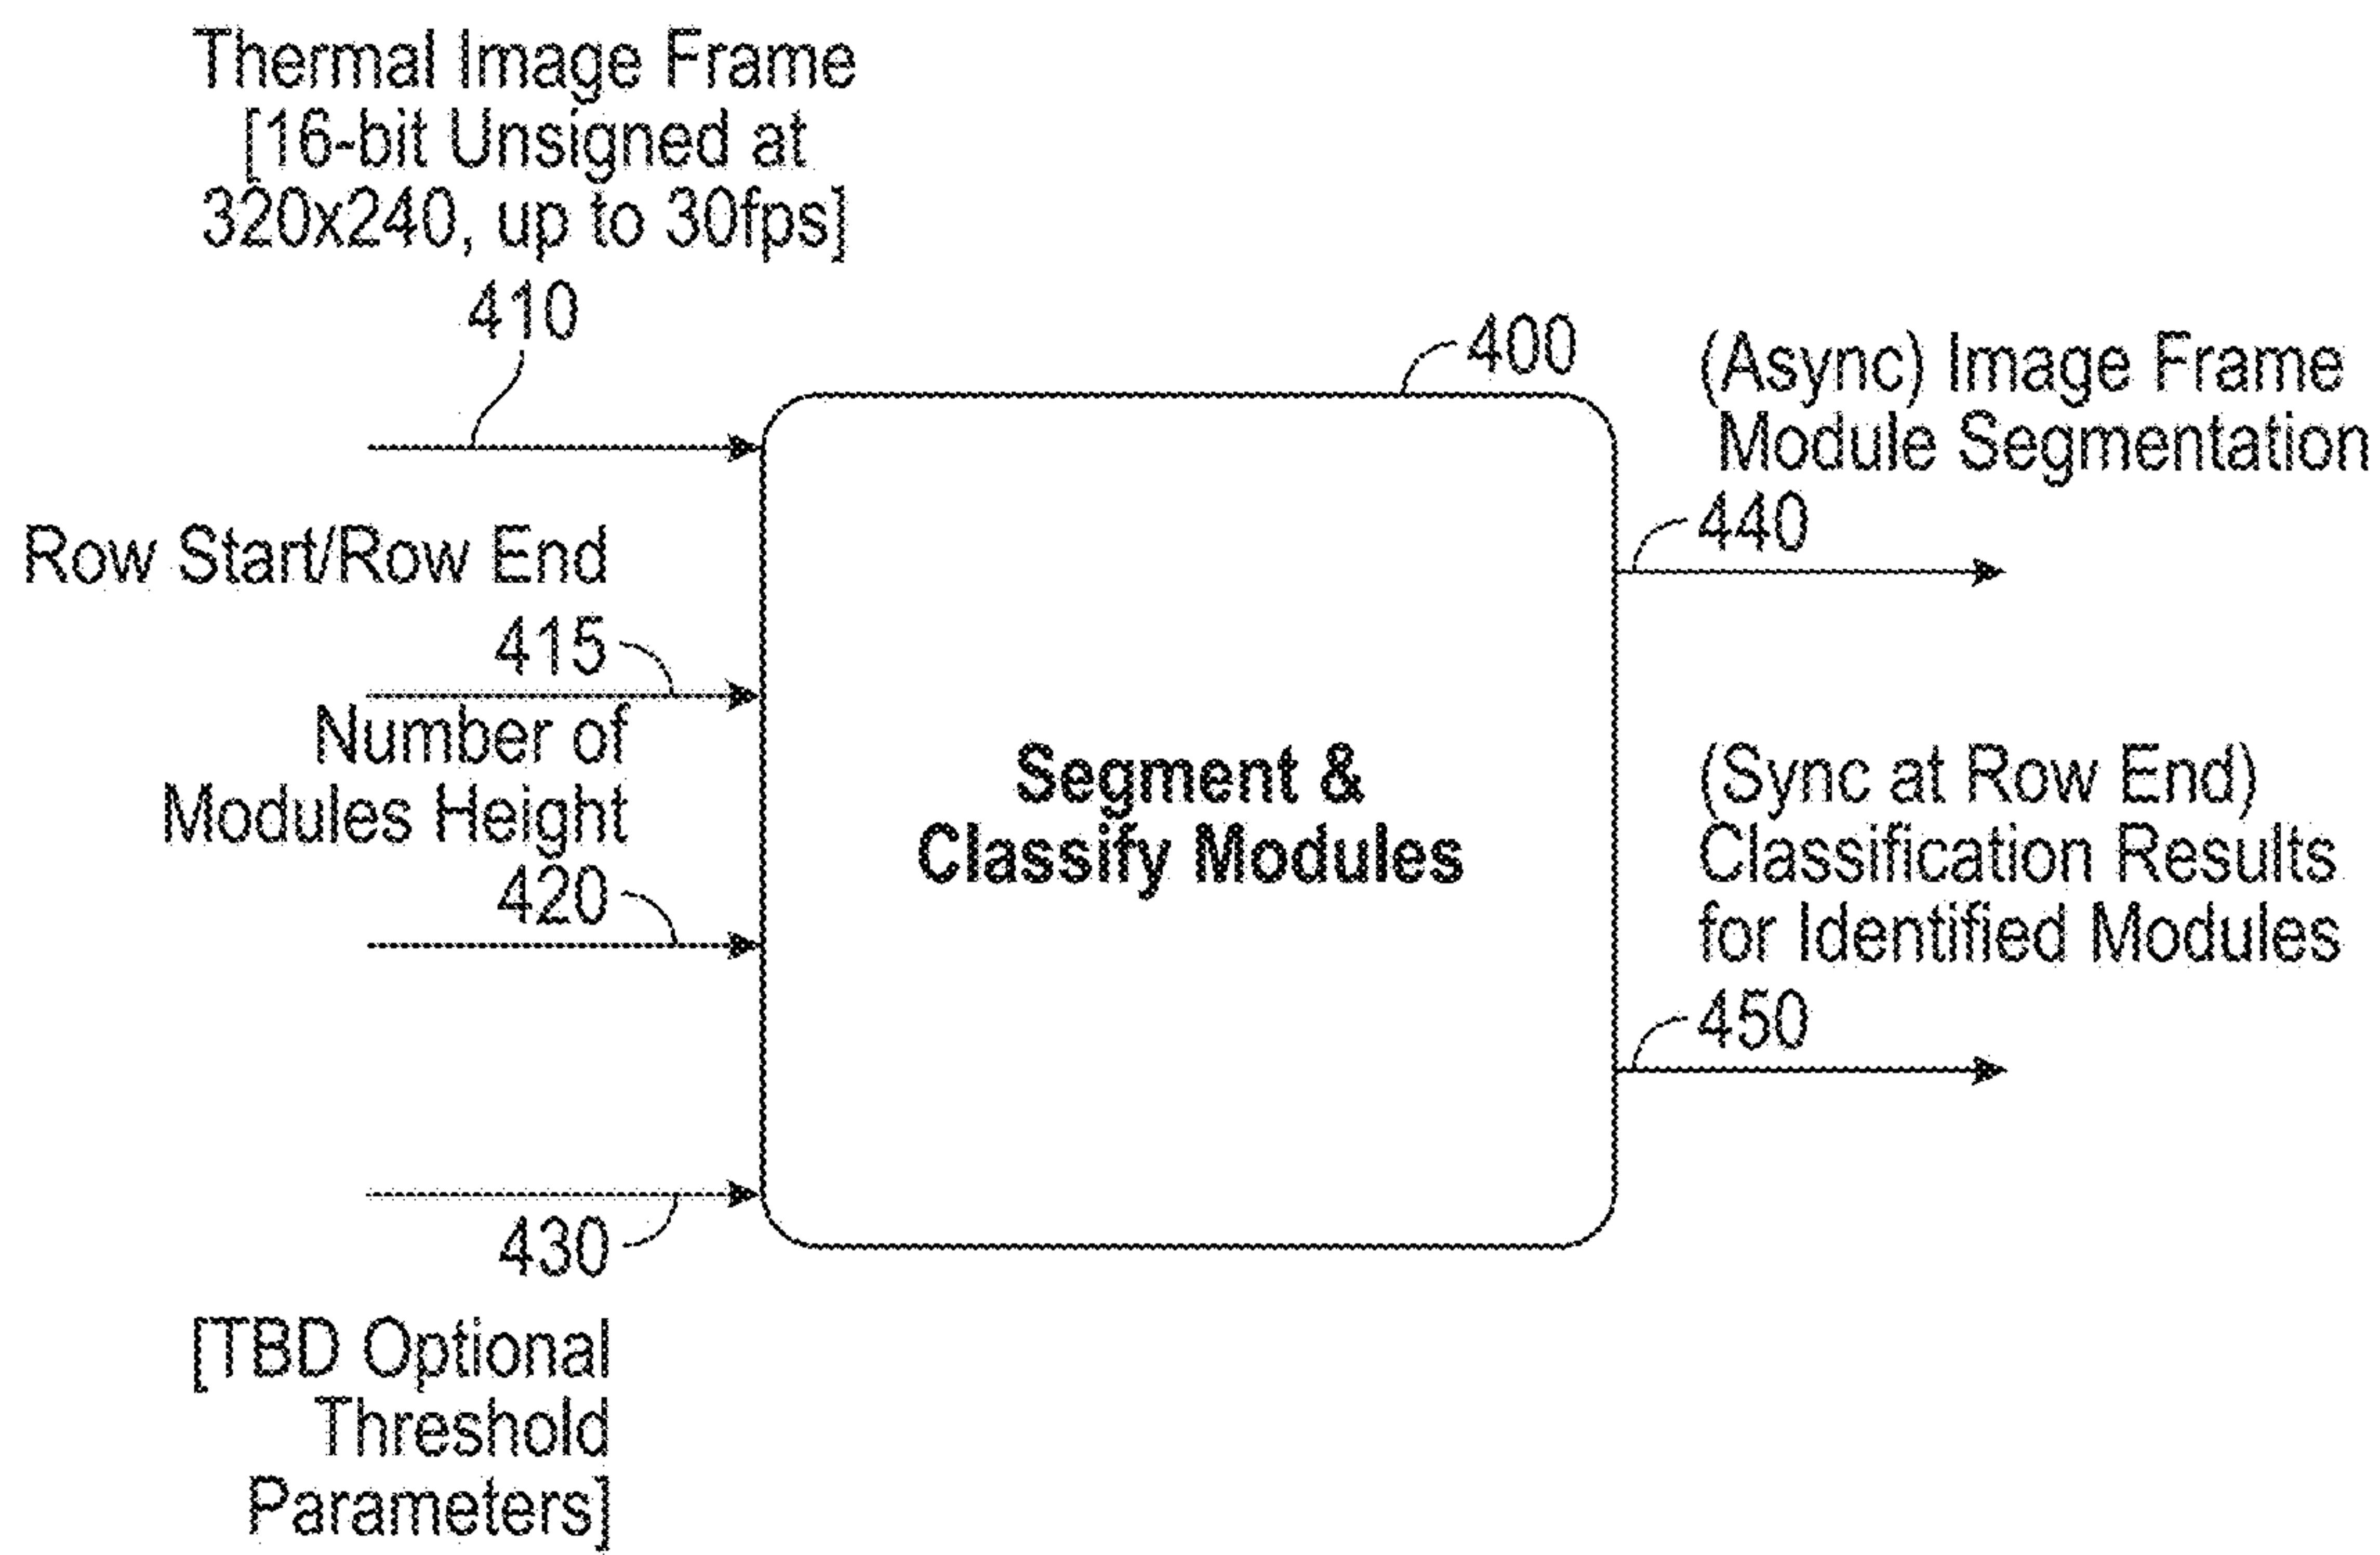 Thermal Image Frame
[16-bit Unsigned at
320x240, up to 30fps]
410
400
(Async) Image Frame
Module Segmentation
440
Row Start/Row End
415
Number of
Modules Height
420
Segment &
Classify Modules
(Sync at Row End)
Classification Results
for Identified Modules
450
430
[TBD Optional
Threshold
Parameters]